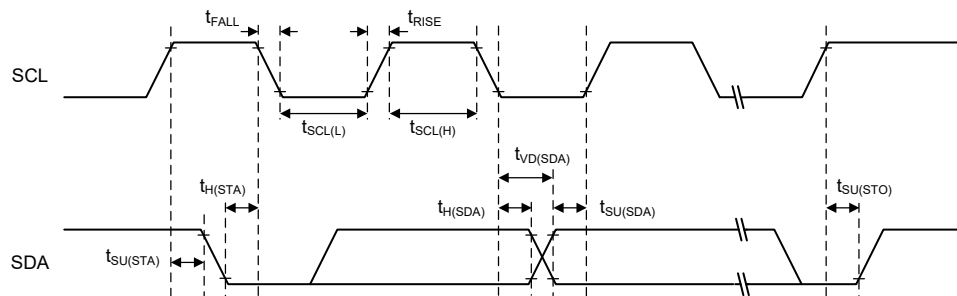 tFALL
tRISE
SCL
tSCL(L)
tSCL(H)
tVD(SDA)
tH(STA)
tH(SDA)
tSU(SDA)
tSU(STO)
SDA
tSU(STA)